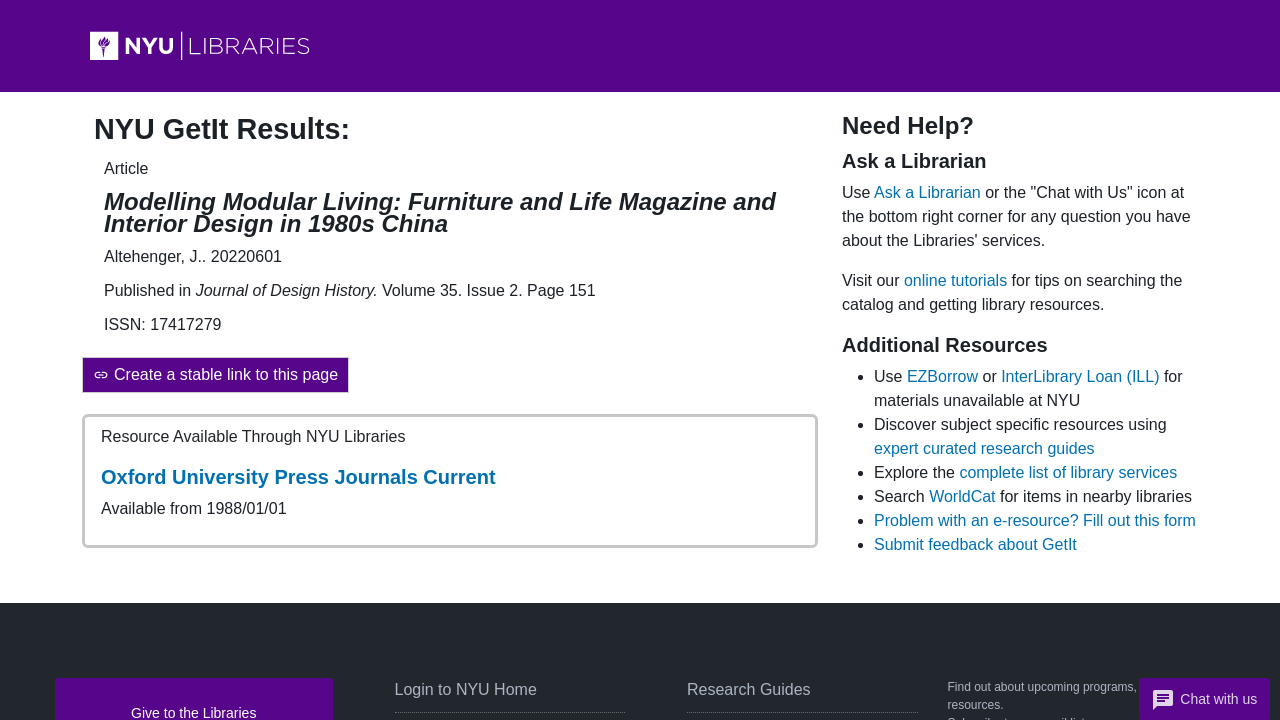 NYU LIBRARIES
NYU GetIt Results:
Article
Modelling Modular Living: Furniture and Life Magazine and
Interior Design in 1980s China
Altehenger, J.. 20220601
Published in Journal of Design History. Volume 35. Issue 2. Page 151
ISSN: 17417279
Create a stable link to this page
Resource Available Through NYU Libraries
Oxford University Press Journals Current
Available from 1988/01/01
Need Help?
Ask a Librarian
Use Ask a Librarian or the "Chat with Us" icon at
the bottom right corner for any question you have
about the Libraries' services.
Visit our online tutorials for tips on searching the
catalog and getting library resources.
Additional Resources
Use EZBorrow or InterLibrary Loan (ILL) for
materials unavailable at NYU
Discover subject specific resources using
expert curated research guides
Explore the complete list of library services
Search WorldCat for items in nearby libraries
Problem with an e-resource? Fill out this form
Submit feedback about GetIt
Give to the Libraries
Login to NYU Home
Research Guides
Find out about upcoming programs,
resources.
Chat with us